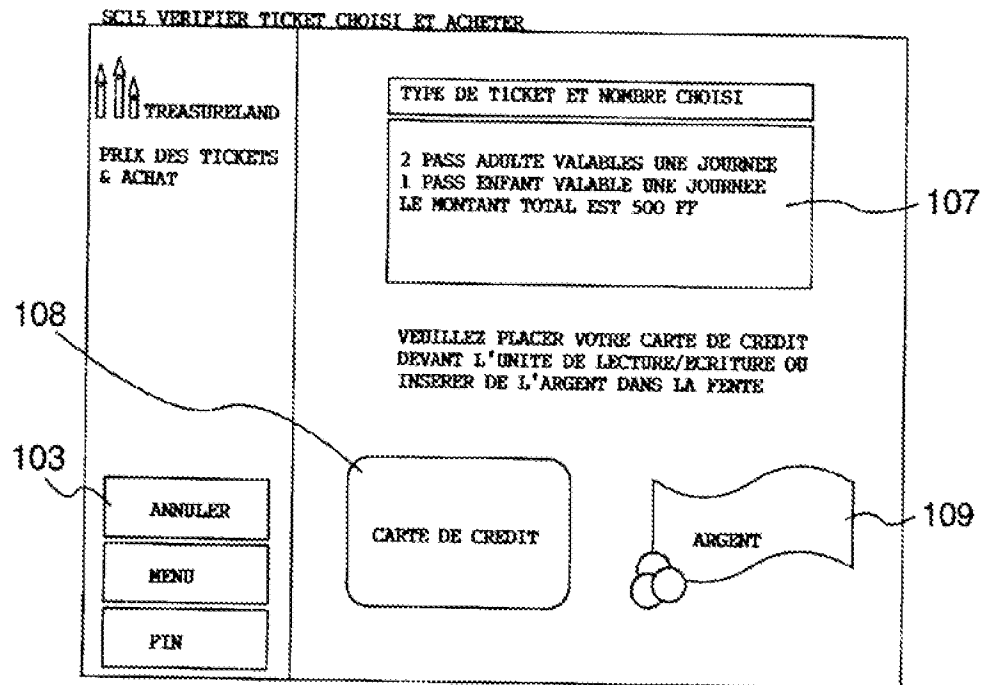 SC15 VERIFIER TICKET CHOISI ET ACHETER
TREASURELAND
PRIX DES TICKETS
& ACHAT
TYPE DE TICKET ET NOMBRE CHOISI
2 PASS ADULTE VALABLES UNE JOURNEE
1 PASS ENFANT VALABLE UNE JOURNEE
LE MONTANT TOTAL EST 500 FF
107
108
VEUILLEZ PLACER VOTRE CARTE DE CREDIT
DEVANT L'UNITE DE LECTURE/ECRITURE OU
INSERER DE L'ARGENT DANS LA FENTE
103
ANNULER
MENU
FIN
CARTE DE CREDIT
ARGENT
109